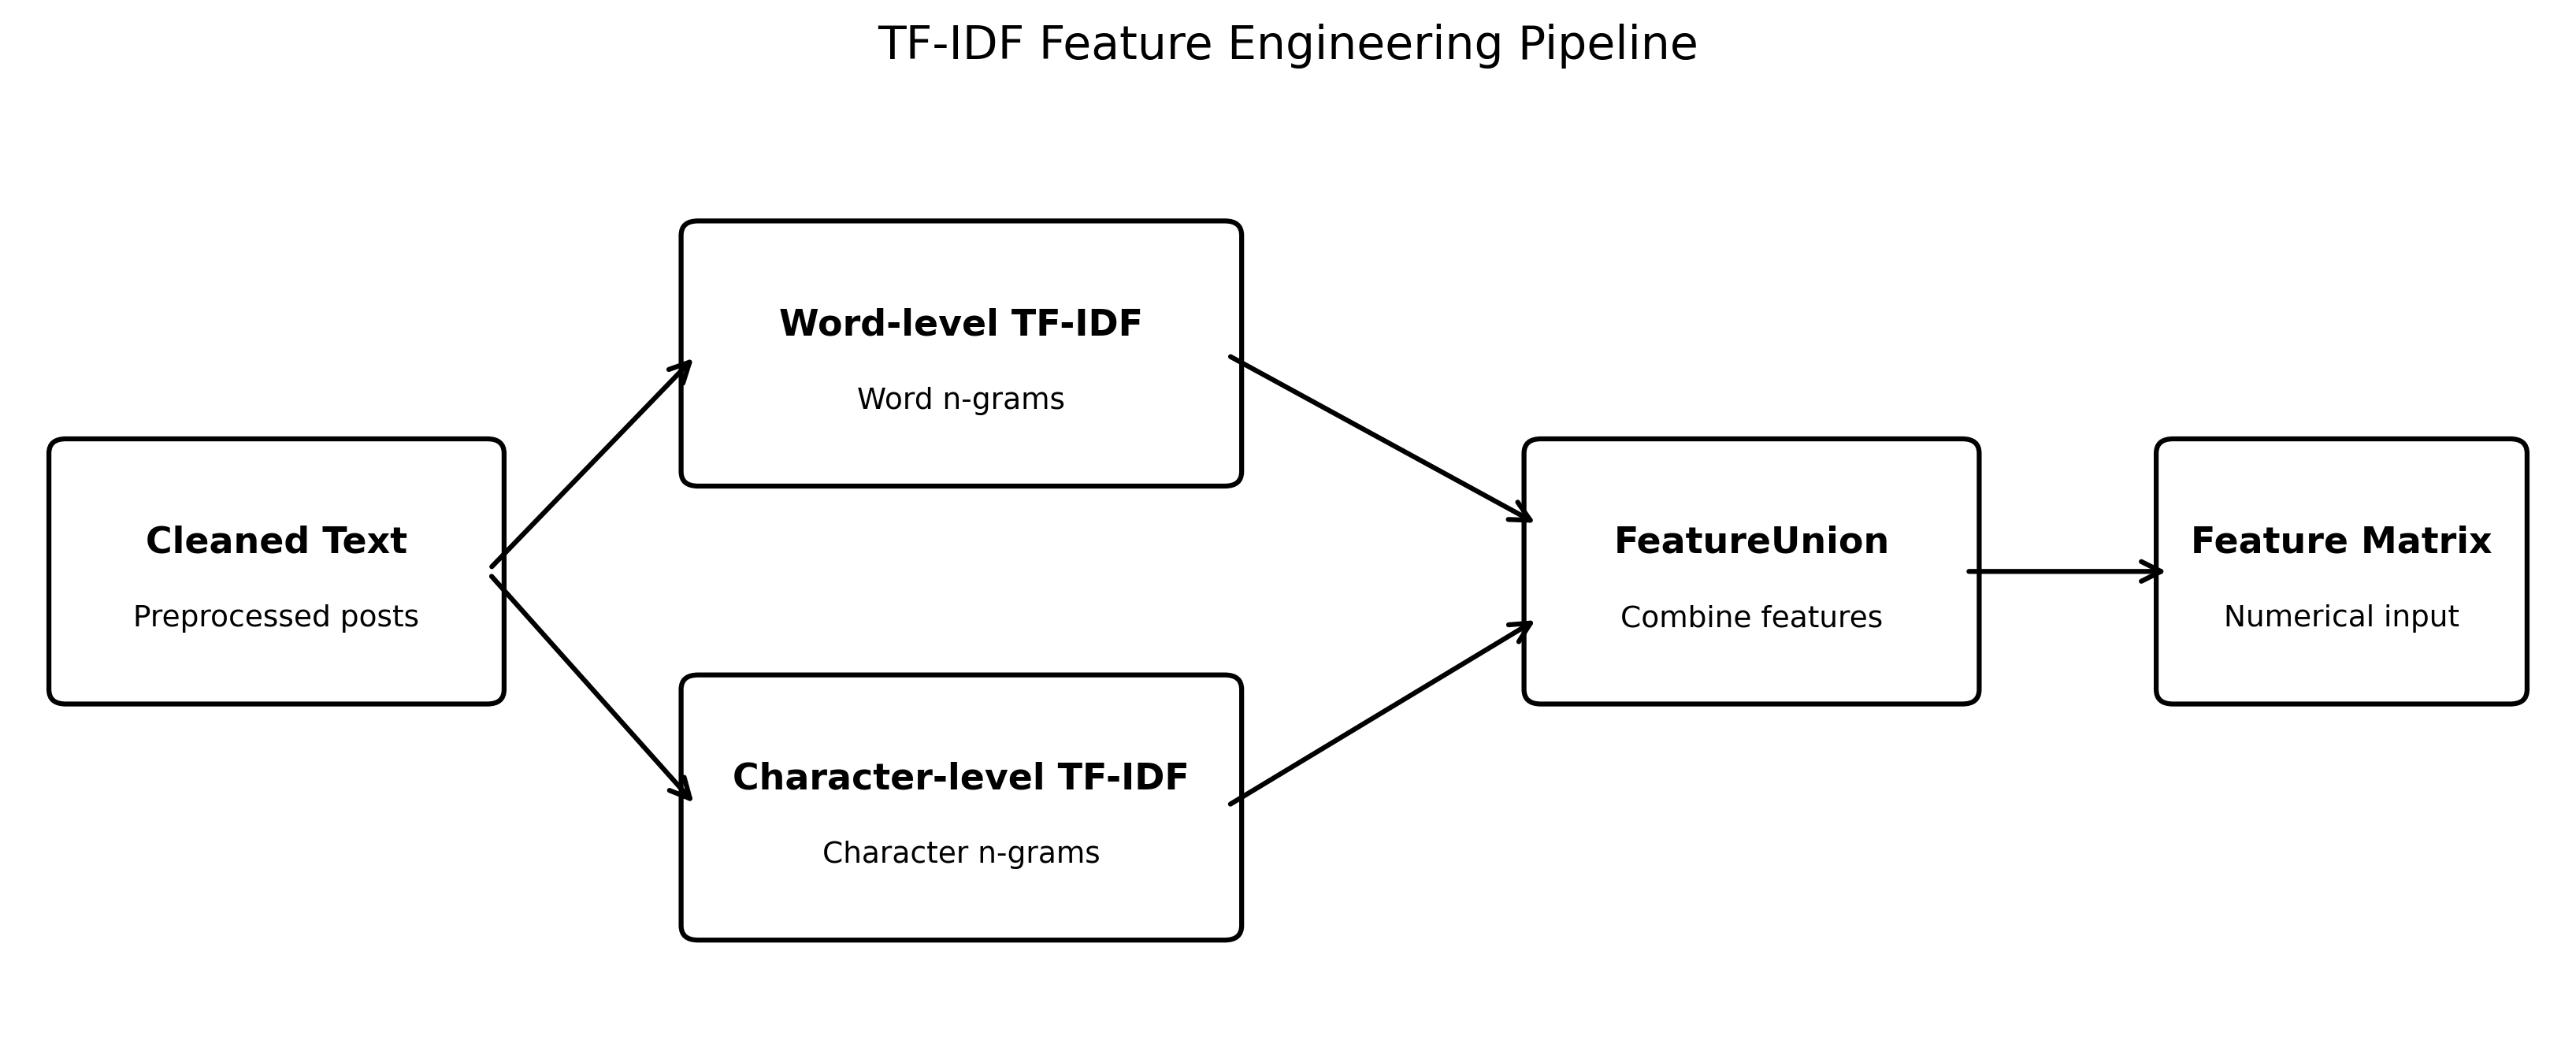 TF-IDF Feature Engineering Pipeline
Cleaned Text
Preprocessed posts
Word-level TF-IDF
Word n-grams
Character-level TF-IDF
Character n-grams
FeatureUnion
Combine features
Feature Matrix
Numerical input